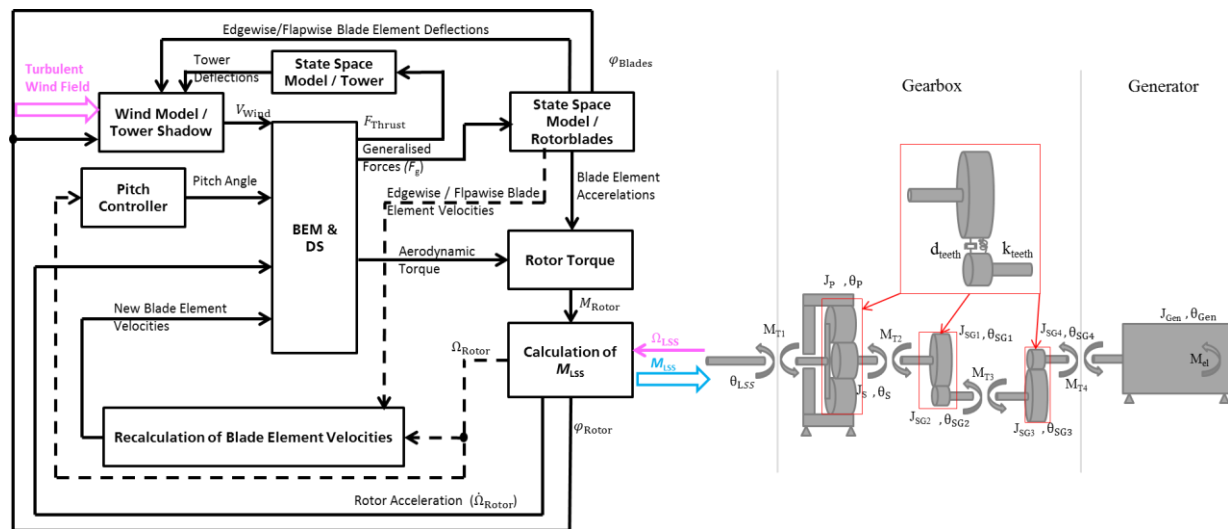 Edgewise/Flapwise Blade Element Deflections
Turbulent
Wind Field
Tower
Deflections
State Space
Model / Tower
φBlades
Wind Model /
Tower Shadow
VWind
FThrust
Generalised
Forces (Fg)
State Space
Model /
Rotorblades
Pitch
Controller
Pitch Angle
BEM &
DS
Edgewise / Flpawise Blade
Element Velocities
Blade Element
Accerelations
Aerodynamic
Torque
Rotor Torque
New Blade Element
Velocities
MRotor
ΩRotor
Calculation of
MLSS
ΩLSS
MLSS
Recalculation of Blade Element Velocities
φRotor
Rotor Acceleration (Ω̇Rotor)
Gearbox
Generator
dteeth
kteeth
JP , θP
MT1
θLSS
JS , θS
MT2
JSG1 , θSG1
JSG2 , θSG2
MT3
JSG4 , θSG4
JSG3 , θSG3
MT4
JGen , θGen
Mel